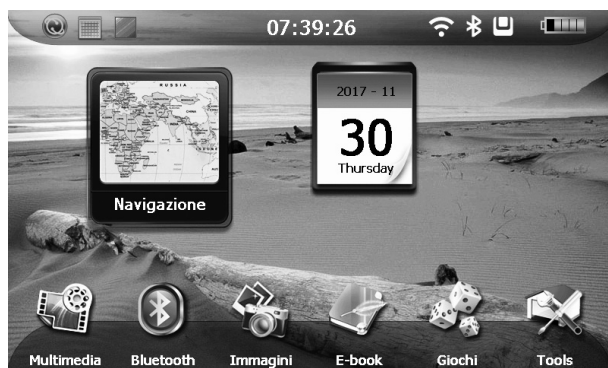 07:39:26
2017 - 11
30
Thursday
RUSSIA
Navigazione
Multimedia
Bluetooth
Immagini
E-book
Giochi
Tools